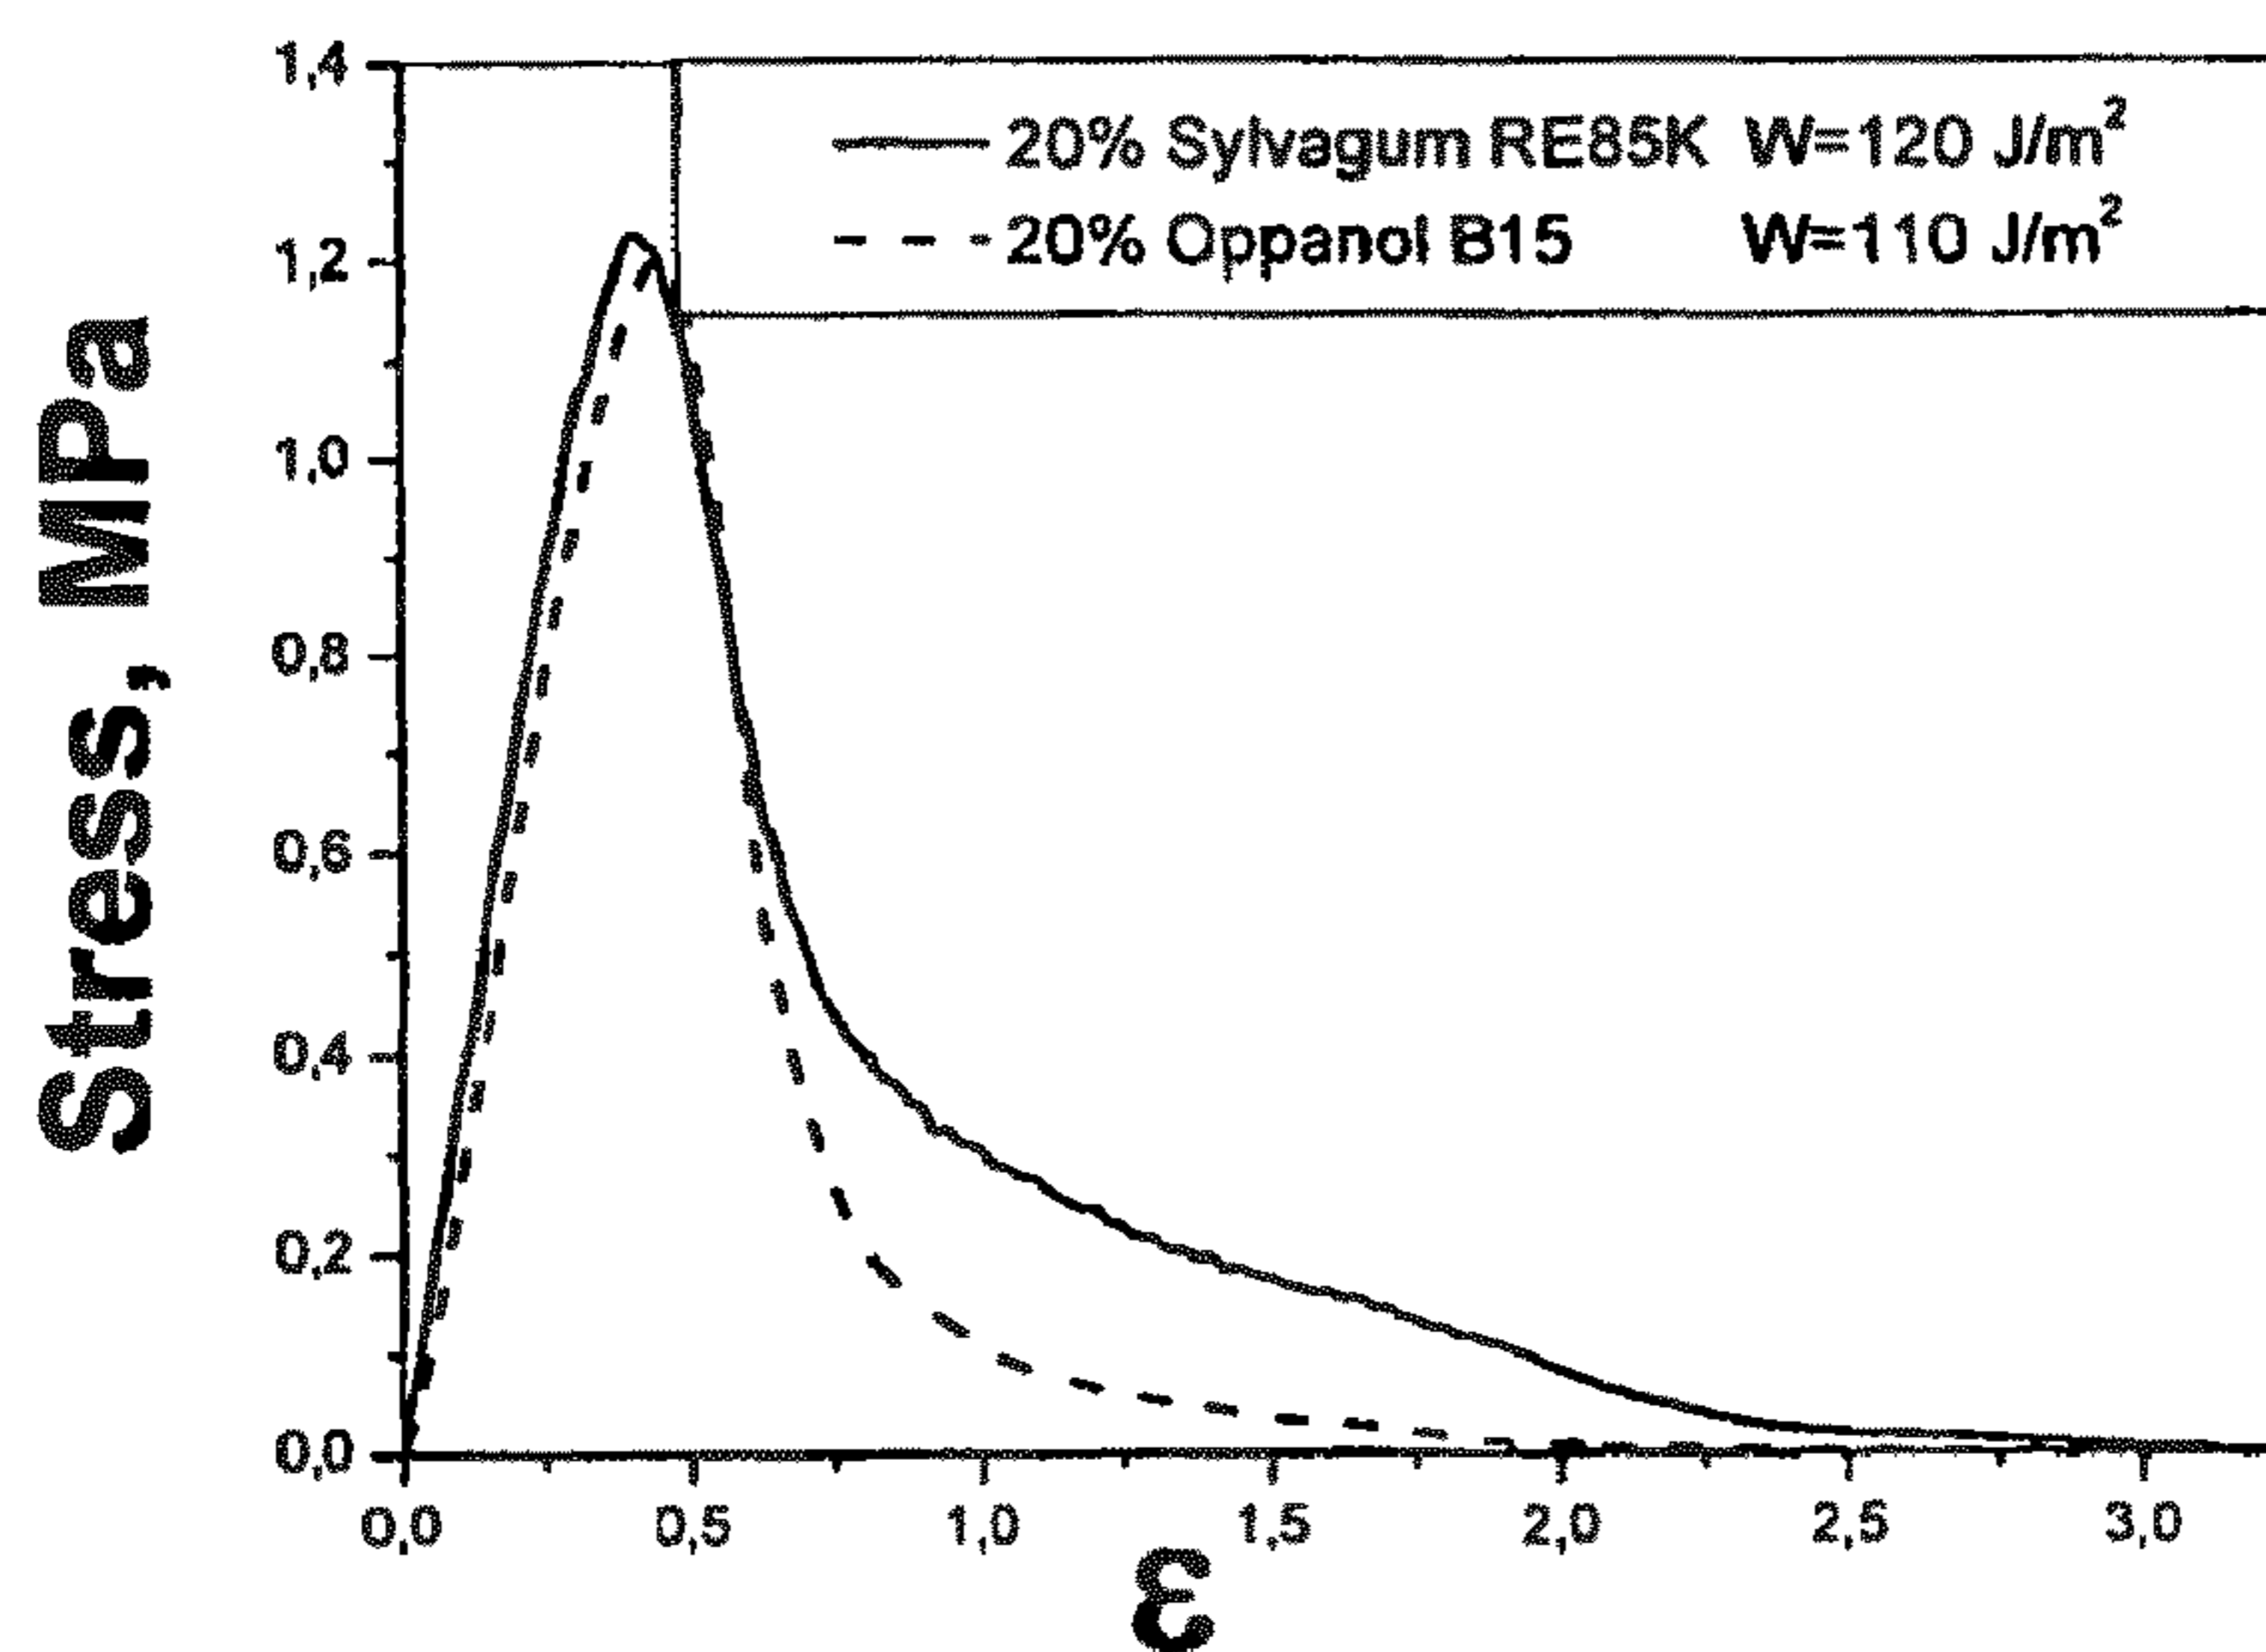 Stress, MPa
1,4
1,2
1,0
0,8
0,6
0,4
0,2
0,0
20% Sylvagum RE85K W=120 J/m²
20% Oppanol B15 W=110 J/m²
0,0 0,5 1,0 1,5 2,0 2,5 3,0
ε